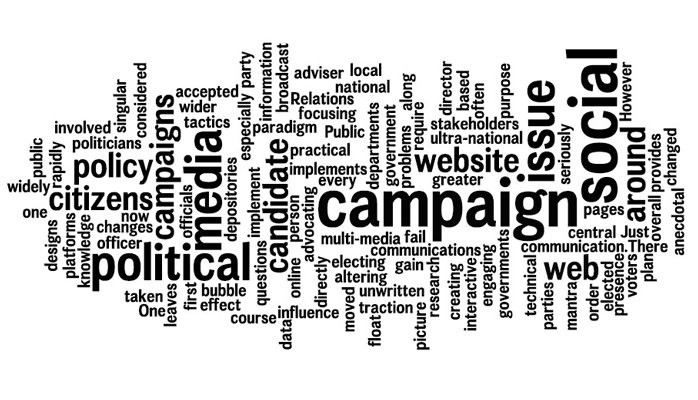 social
campaign
political
media
issue
candidate
campaigns
website
policy
citizens
around
web
However
considered
singular
accepted
wider
tactics
especially
party
information
broadcast
adviser
local
national
Relations
focusing
paradigm
Public
practical
implements
every
departments
government
problems
along
require
director
based
often
purpose
stakeholders
ultra-national
greater
seriously
involved
politicians
public
rapidly
widely
one
designs
platforms
knowledge
now
changes
officer
officials
depositories
implement
person
advocating
online
questions
multi-media
fail
communications
electing
altering
gain
directly
unwritten
traction
moved
float
picture
research
creating
interactive
engaging
governments
pages
central
Just
communication.There
technical
parties
mantra
order
elected
presence
voters
plane
overall
provides
changed
anecdotal
taken
One
leaves
first
bubble
effect
course
data
influence